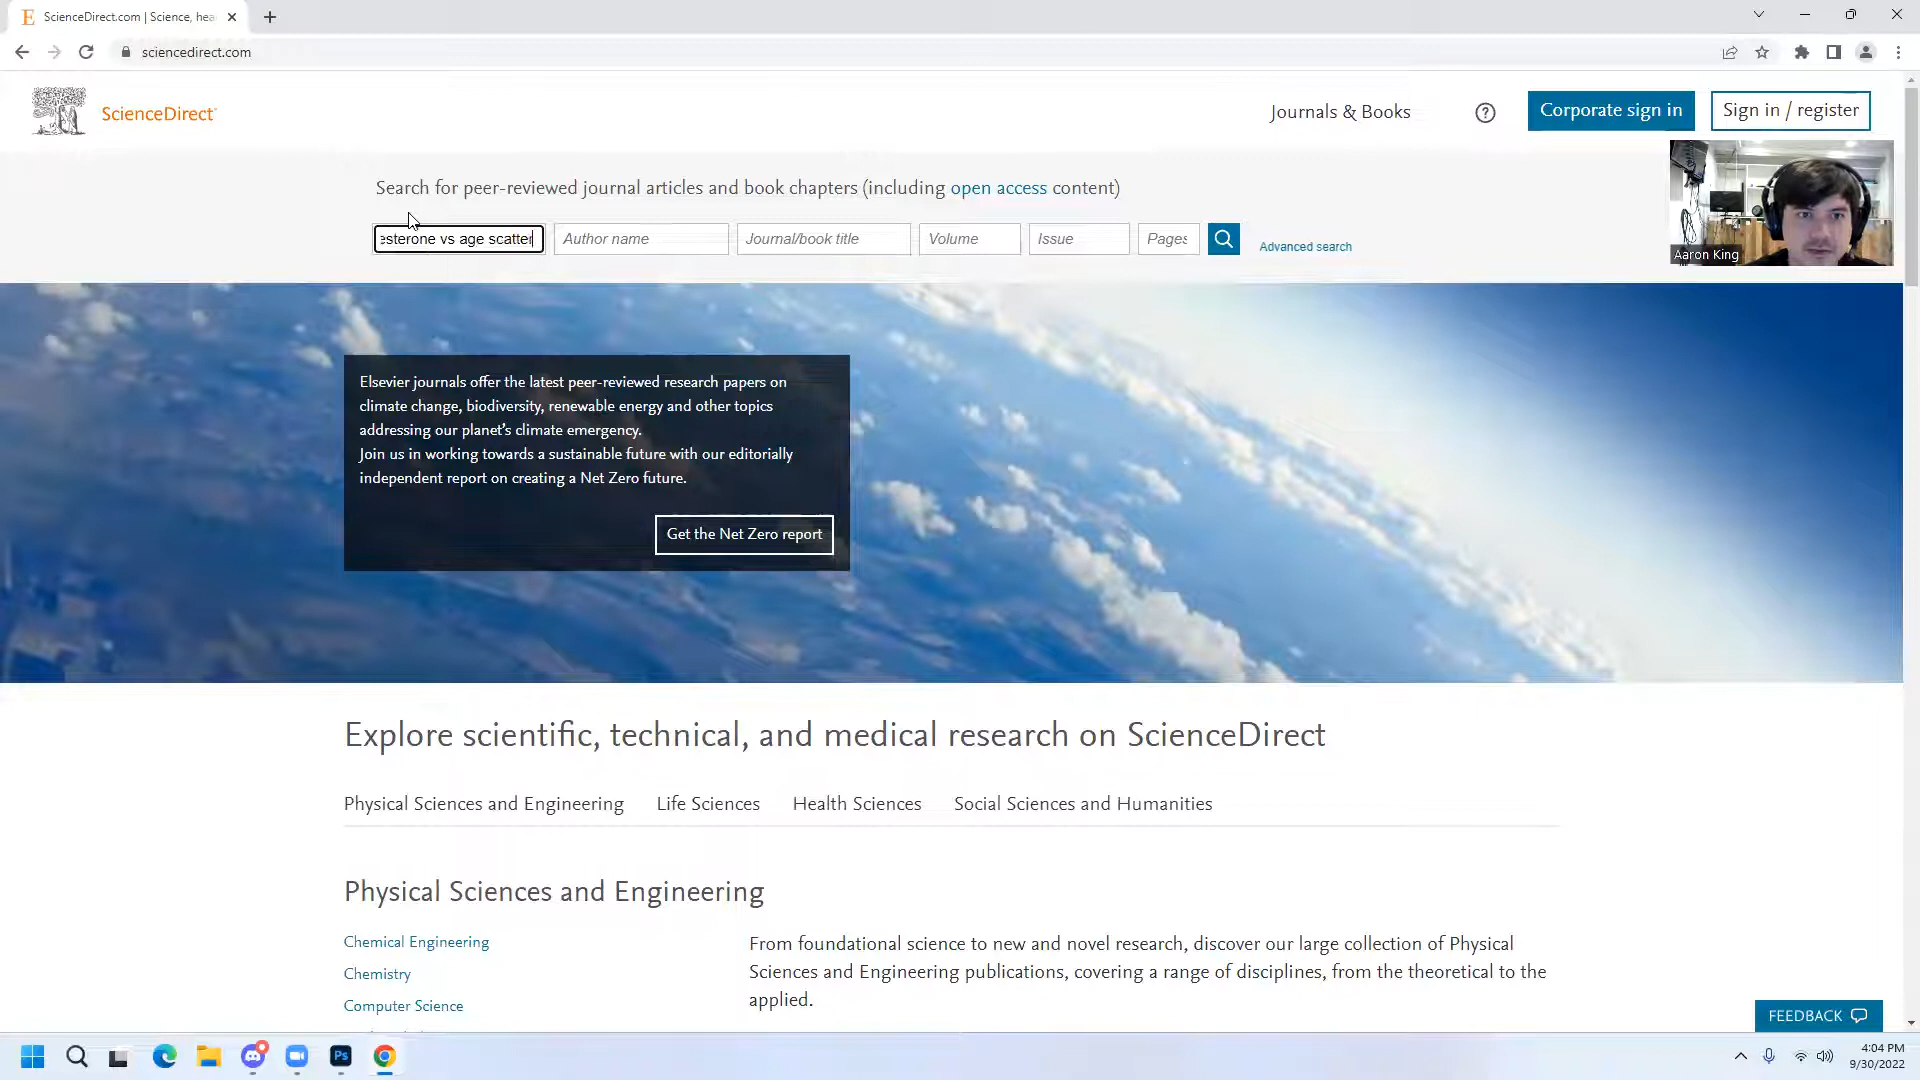 ScienceDirect.com | Science, hea
sciencedirect.com
ScienceDirect
Journals & Books
Corporate sign in
Sign in / register
Search for peer-reviewed journal articles and book chapters (including open access content)
esterone vs age scatter
Author name
Journal/book title
Volume
Issue
Pages
Advanced search
Aaron King
Elsevier journals offer the latest peer-reviewed research papers on
climate change, biodiversity, renewable energy and other topics
addressing our planet's climate emergency.
Join us in working towards a sustainable future with our editorially
independent report on creating a Net Zero future.
Get the Net Zero report
Explore scientific, technical, and medical research on ScienceDirect
Physical Sciences and Engineering
Life Sciences
Health Sciences
Social Sciences and Humanities
Physical Sciences and Engineering
Chemical Engineering
Chemistry
Computer Science
From foundational science to new and novel research, discover our large collection of Physical
Sciences and Engineering publications, covering a range of disciplines, from the theoretical to the
applied.
FEEDBACK
Ps
4:04 PM
9/30/2022